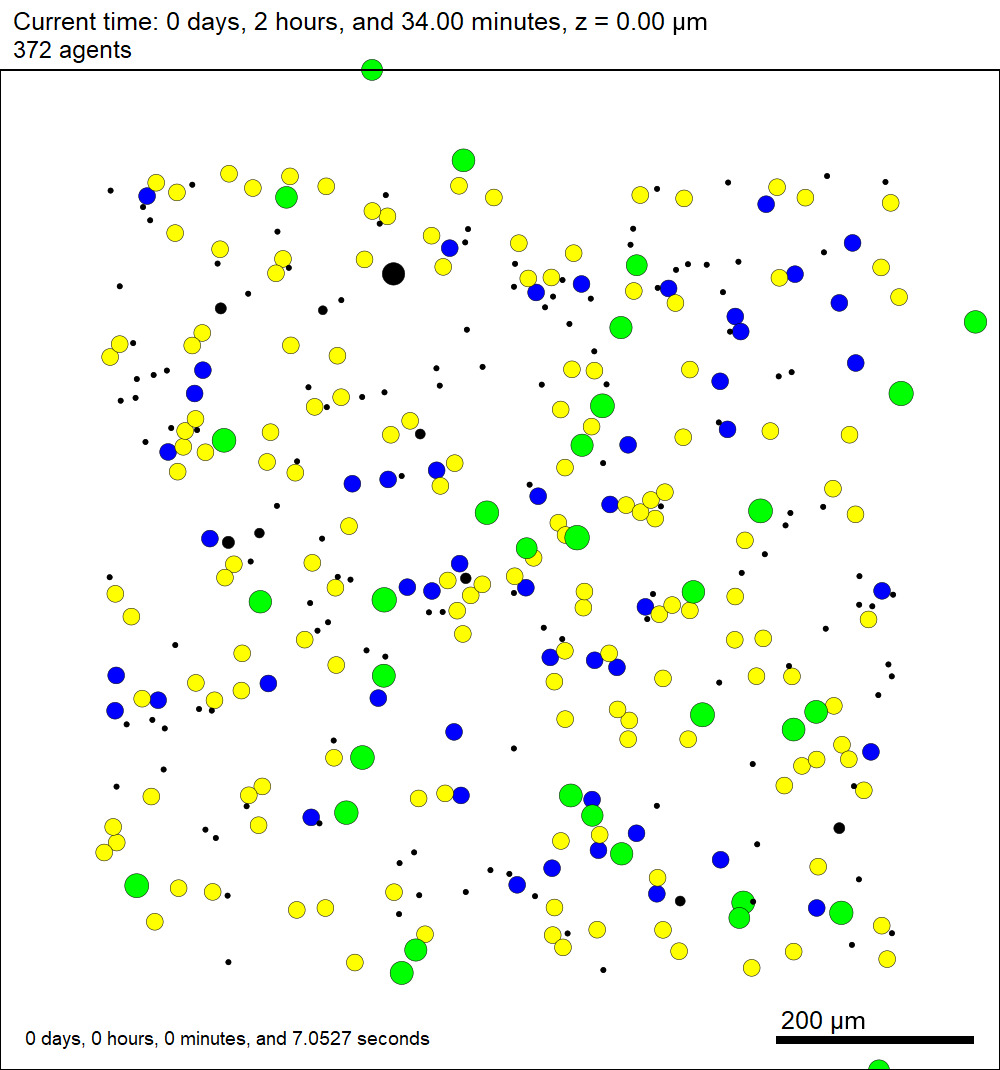 Current time: 0 days, 2 hours, and 34.00 minutes, z = 0.00 µm
372 agents
200 µm
0 days, 0 hours, 0 minutes, and 7.0527 seconds